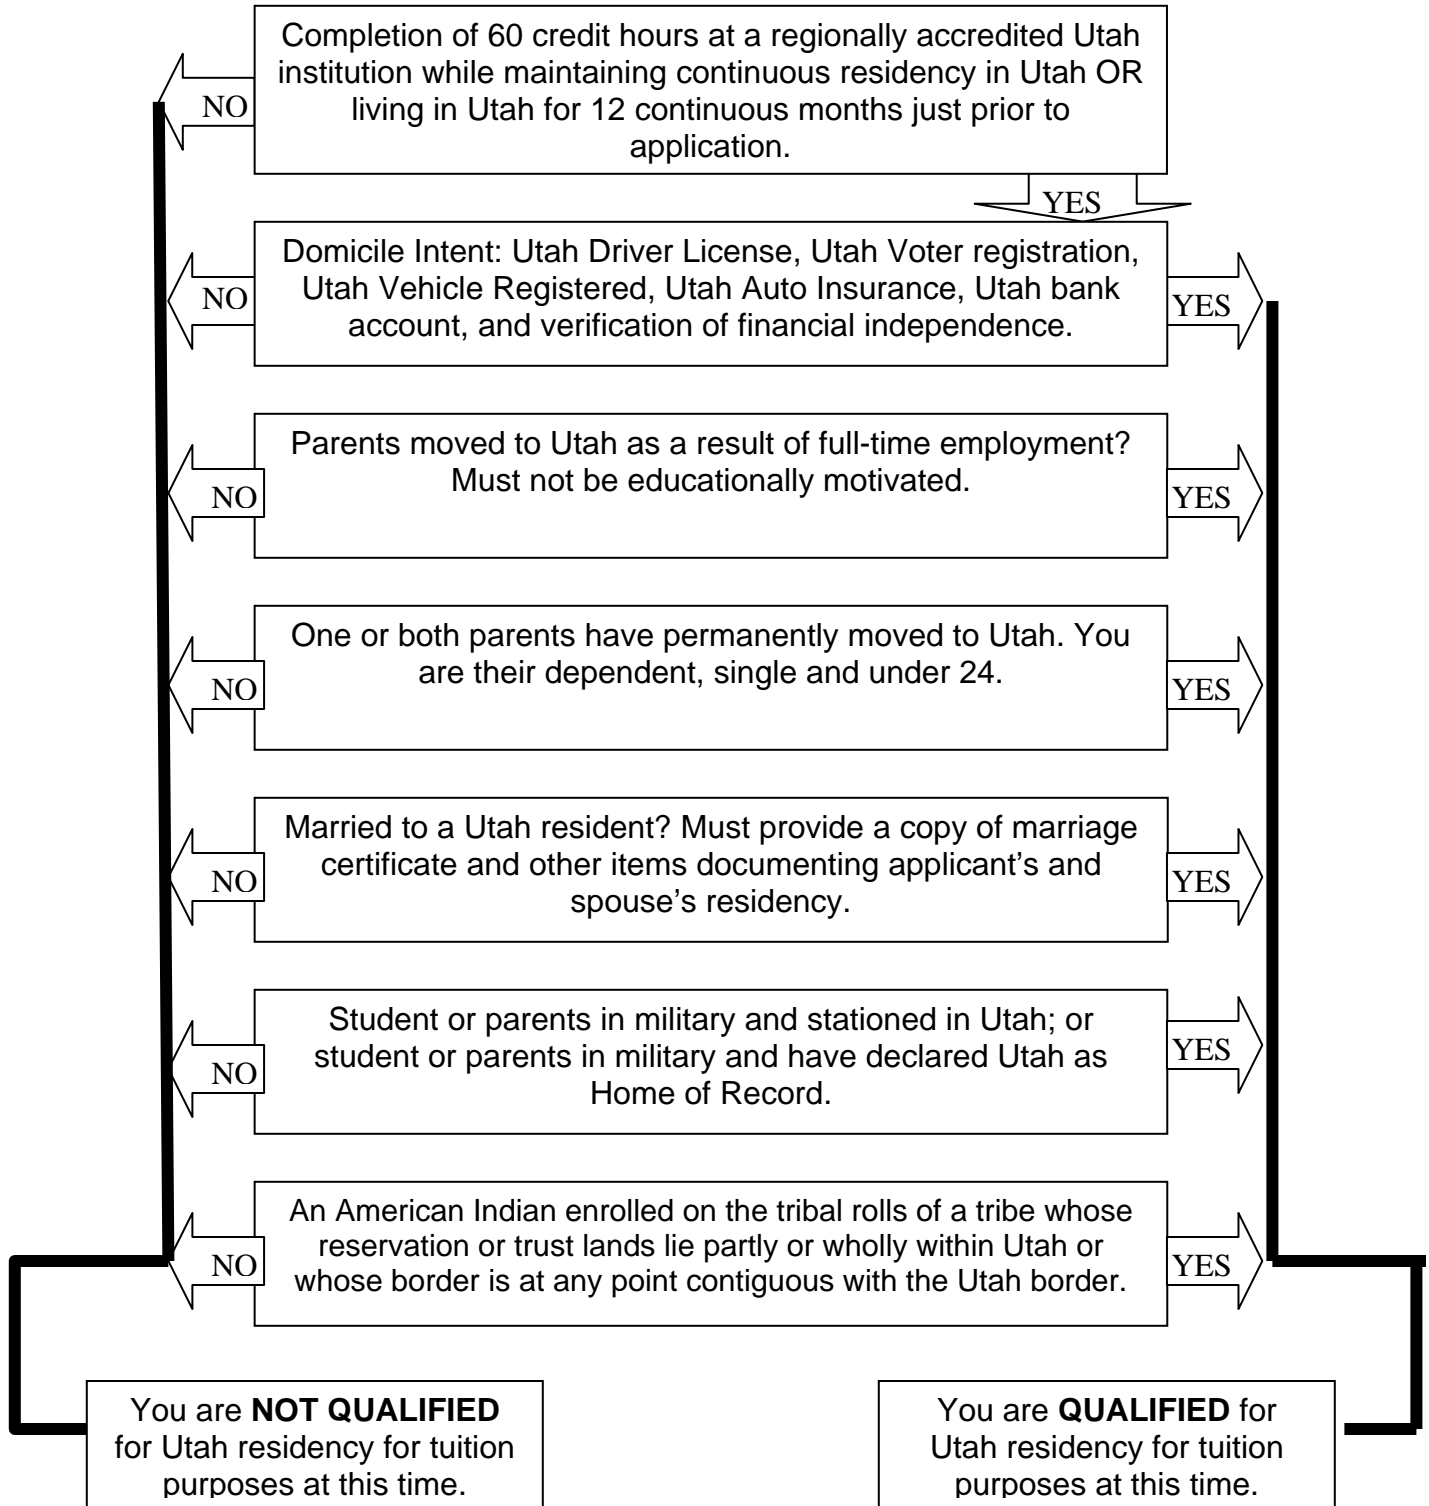 Completion of 60 credit hours at a regionally accredited Utah
institution while maintaining continuous residency in Utah OR
living in Utah for 12 continuous months just prior to
application.
NO
YES
Domicile Intent: Utah Driver License, Utah Voter registration,
Utah Vehicle Registered, Utah Auto Insurance, Utah bank
account, and verification of financial independence.
NO
YES
Parents moved to Utah as a result of full-time employment?
Must not be educationally motivated.
NO
YES
One or both parents have permanently moved to Utah. You
are their dependent, single and under 24.
NO
YES
Married to a Utah resident? Must provide a copy of marriage
certificate and other items documenting applicant’s and
spouse’s residency.
NO
YES
Student or parents in military and stationed in Utah; or
student or parents in military and have declared Utah as
Home of Record.
NO
YES
An American Indian enrolled on the tribal rolls of a tribe whose
reservation or trust lands lie partly or wholly within Utah or
whose border is at any point contiguous with the Utah border.
NO
YES
You are NOT QUALIFIED
for Utah residency for tuition
purposes at this time.
You are QUALIFIED for
Utah residency for tuition
purposes at this time.